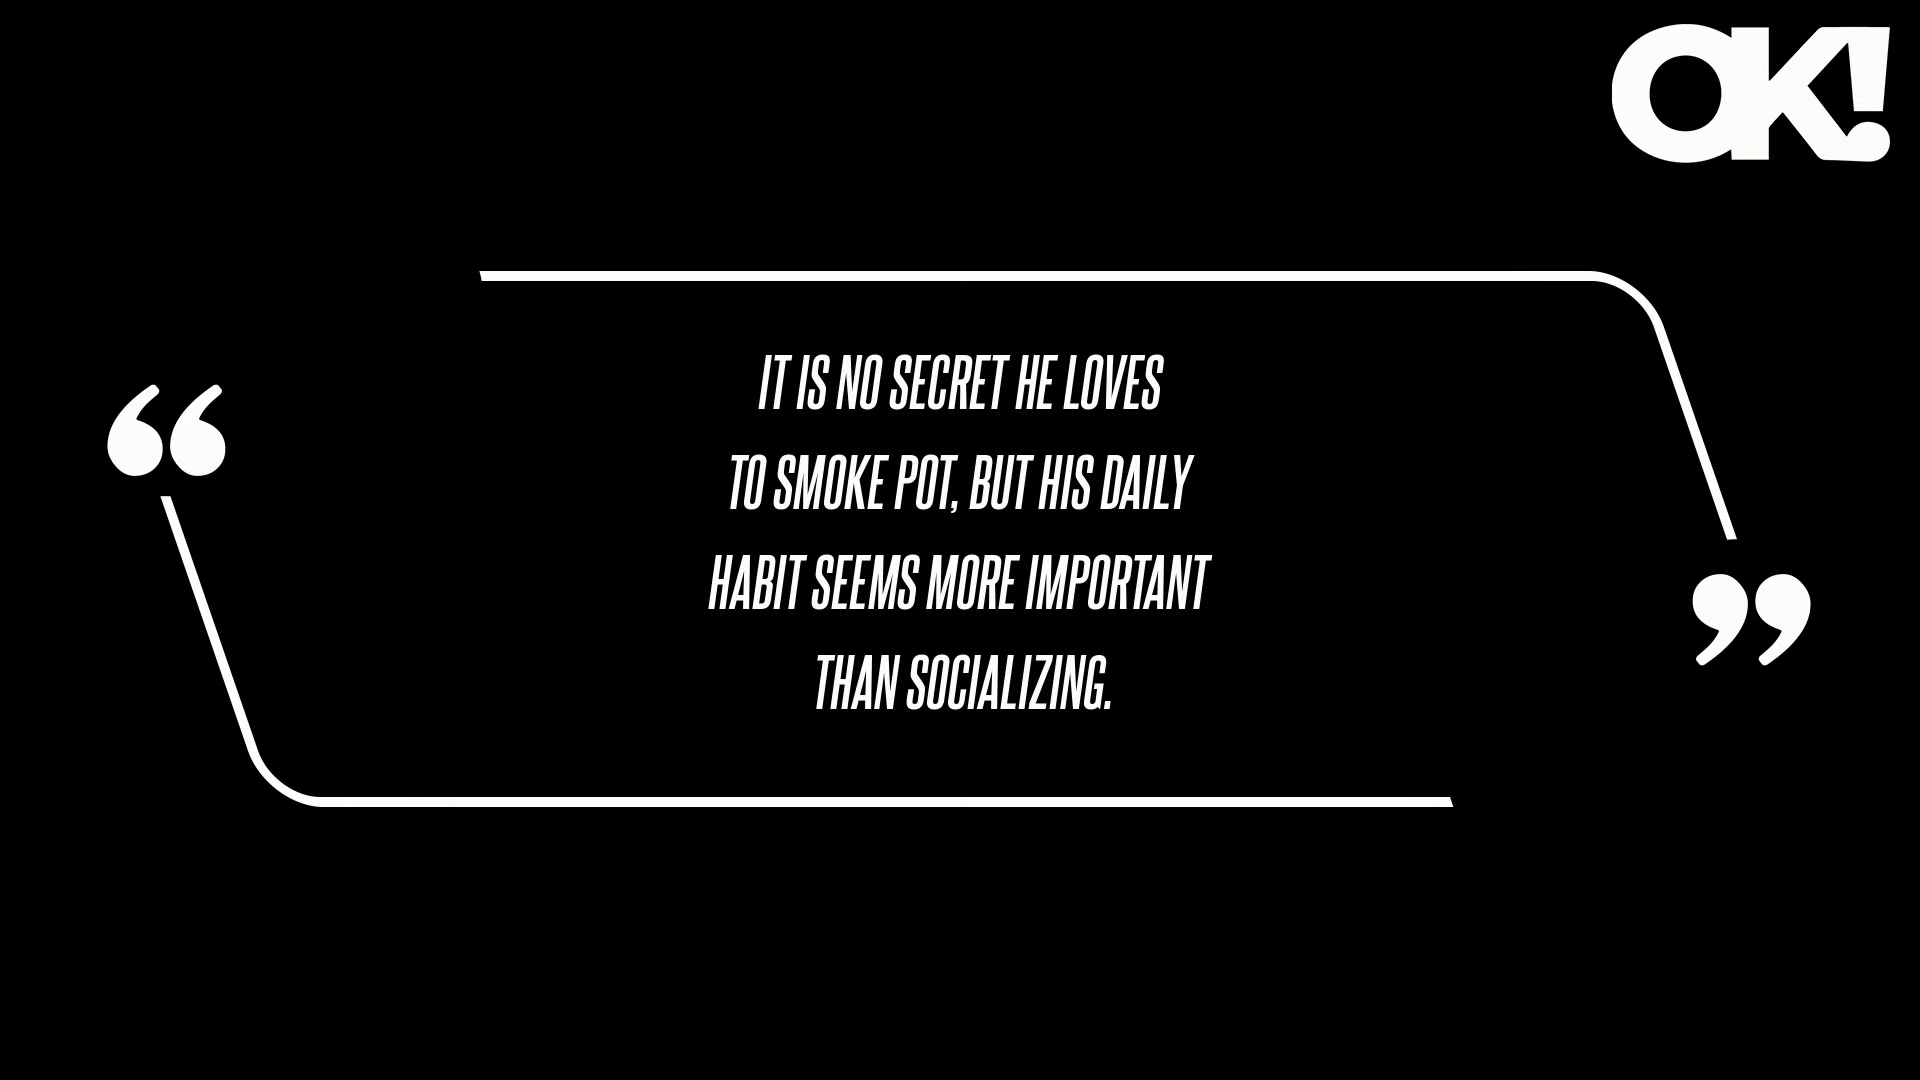 OK!
“
IT IS NO SECRET HE LOVES
TO SMOKE POT, BUT HIS DAILY
HABIT SEEMS MORE IMPORTANT
THAN SOCIALIZING.
”